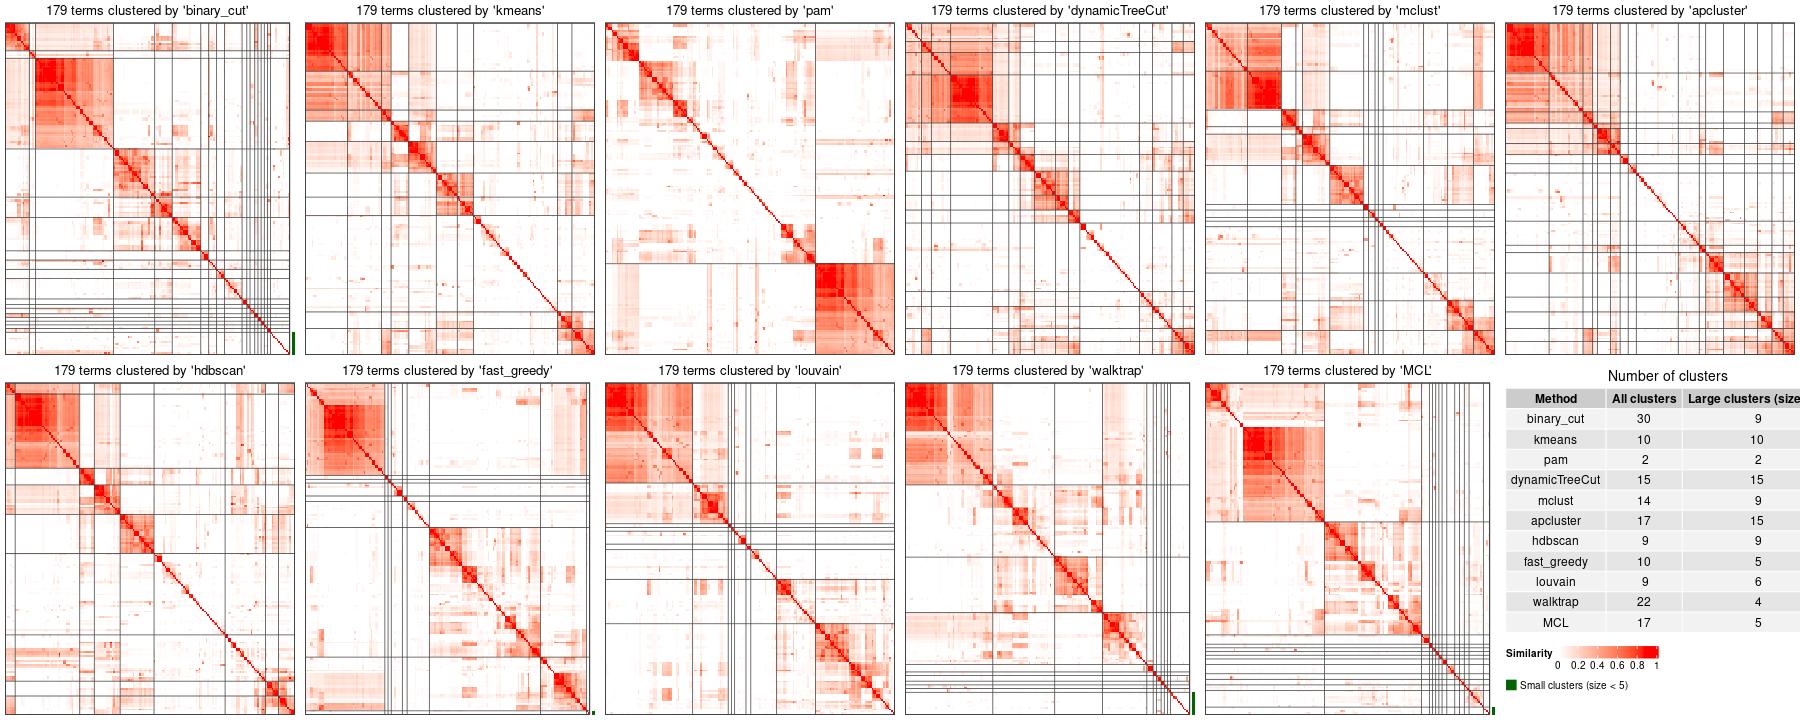 179 terms clustered by 'binary_cut'
179 terms clustered by 'kmeans'
179 terms clustered by 'pam'
179 terms clustered by 'dynamicTreeCut'
179 terms clustered by 'mclust'
179 terms clustered by 'apcluster'
179 terms clustered by 'hdbscan'
179 terms clustered by 'fast_greedy'
179 terms clustered by 'louvain'
179 terms clustered by 'walktrap'
179 terms clustered by 'MCL'
Number of clusters
Method All clusters Large clusters (size
binary_cut 30 9
kmeans 10 10
pam 2 2
dynamicTreeCut 15 15
mclust 14 9
apcluster 17 15
hdbscan 9 9
fast_greedy 10 5
louvain 9 6
walktrap 22 4
MCL 17 5
Similarity
0 0.2 0.4 0.6 0.8 1
Small clusters (size < 5)